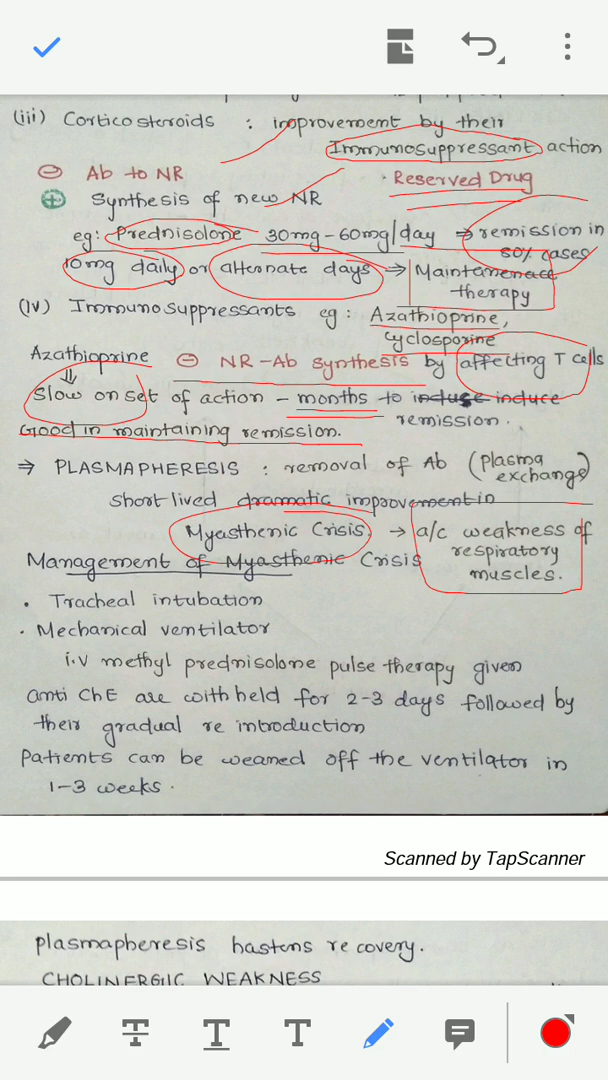 (iii) Corticosteroids : improvement by their
Immunosuppressant action
⊖ Ab to NR
· Reserved Drug
⊕ Synthesis of new NR
eg: Prednisolone 30mg-60mg/day ⇒ remission in
80% cases
10mg daily or alternate days ⇒ Maintanenace
therapy
(iv) Immunosuppressants eg: Azathioprine,
cyclosporine
Azathioprine ⊖ NR-Ab synthesis by affecting T cells
⇓
Slow onset of action - months to induse induce
remission.
Good in maintaining remission.
⇒ PLASMAPHERESIS : removal of Ab (plasma
exchange)
short lived dramatic improvement in
Myasthenic Crisis. → a/c weakness of
respiratory
muscles.
Management of Myasthenic Crisis
· Tracheal intubation
· Mechanical ventilator
i.v methyl prednisolone pulse therapy given
anti ChE are withheld for 2-3 days followed by
their gradual re introduction
Patients can be weaned off the ventilator in
1-3 weeks.
Scanned by TapScanner
plasmapheresis hastens recovery.
CHOLINERGIC WEAKNESS
T
T
T